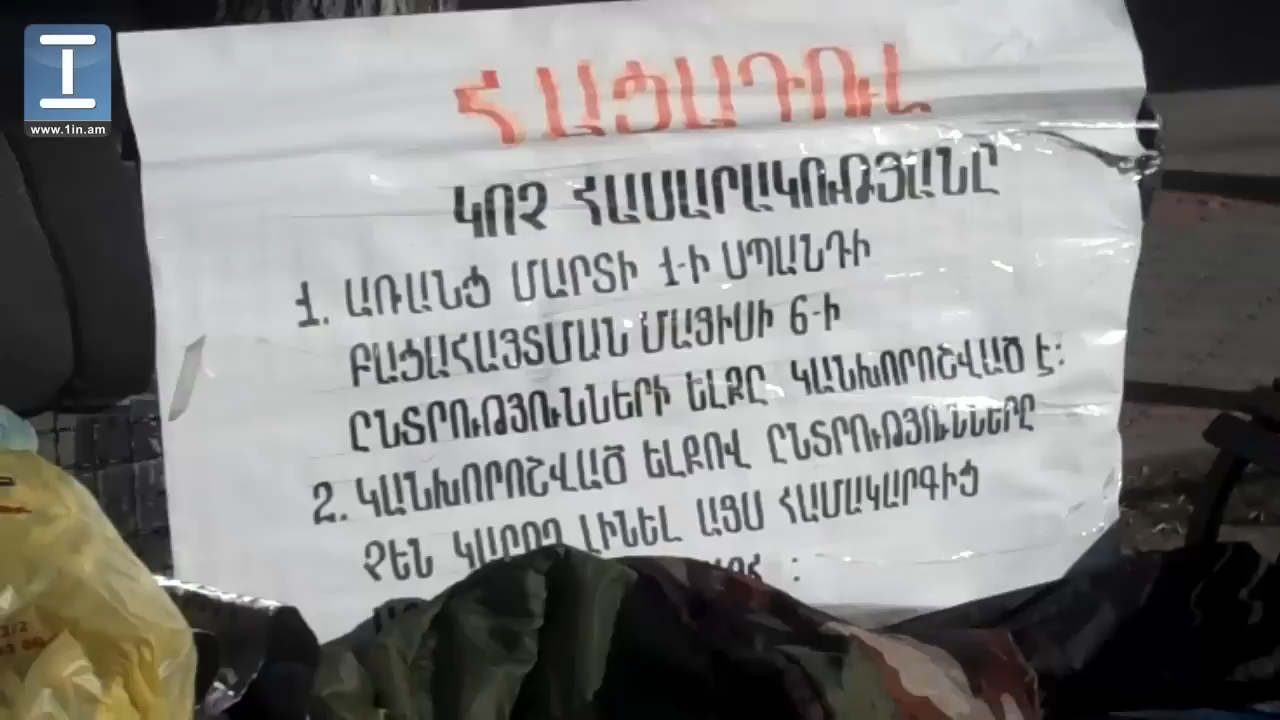 www.1in.am
ՀԱՑԱԴՈՒԼ
ԿՈՉ ՀԱՍԱՐԱԿՈՒԹՅԱՆԸ
1. ԱՌԱՆՑ ՄԱՐՏԻ 1-Ի ՍՊԱՆԴԻ
ԲԱՑԱՀԱՅՏՄԱՆ ՄԱՅԻՍԻ 6-Ի
ԸՆՏՐՈՒԹՅՈՒՆՆԵՐԻ ԵԼՔԸ ԿԱՆԽՈՐՈՇՎԱԾ Է:
2. ԿԱՆԽՈՐՈՇՎԱԾ ԵԼՔՈՎ ԸՆՏՐՈՒԹՅՈՒՆՆԵՐԸ
ՉԵՆ ԿԱՐՈՂ ԼԻՆԵԼ ԱՅՍ ՀԱՄԱԿԱՐԳԻՑ